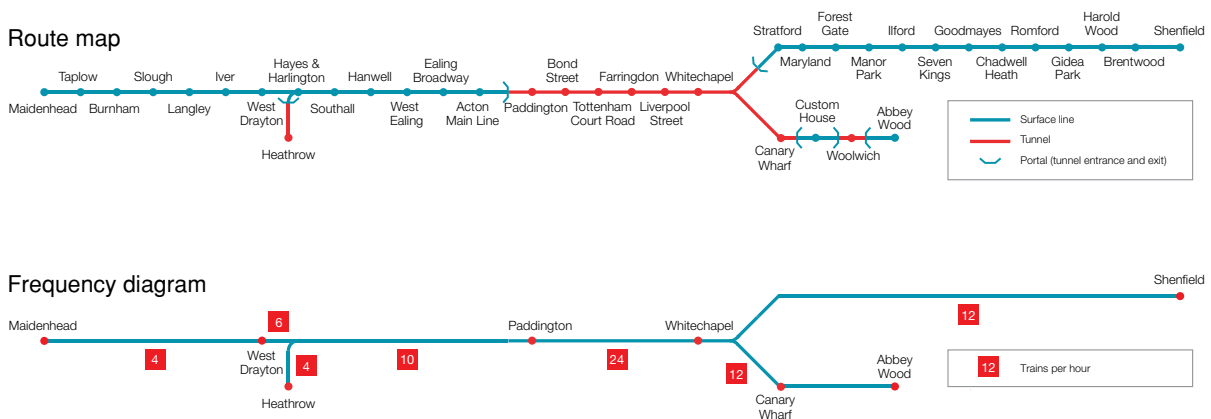 Route map
Taplow
Slough
Iver
Hayes &
Harlington
Hanwell
Ealing
Broadway
Bond
Street
Farringdon
Whitechapel
Maidenhead
Burnham
Langley
West
Drayton
Southall
West
Ealing
Acton
Main Line
Paddington
Tottenham
Court Road
Liverpool
Street
Heathrow
Stratford
Forest
Gate
Ilford
Goodmayes
Romford
Harold
Wood
Shenfield
Maryland
Manor
Park
Seven
Kings
Chadwell
Heath
Gidea
Park
Brentwood
Custom
House
Abbey
Wood
Canary
Wharf
Woolwich
Surface line
Tunnel
Portal (tunnel entrance and exit)
Frequency diagram
Maidenhead
6
Paddington
Whitechapel
Shenfield
4
West
Drayton
4
10
24
12
12
Heathrow
Abbey
Wood
Canary
Wharf
12 Trains per hour